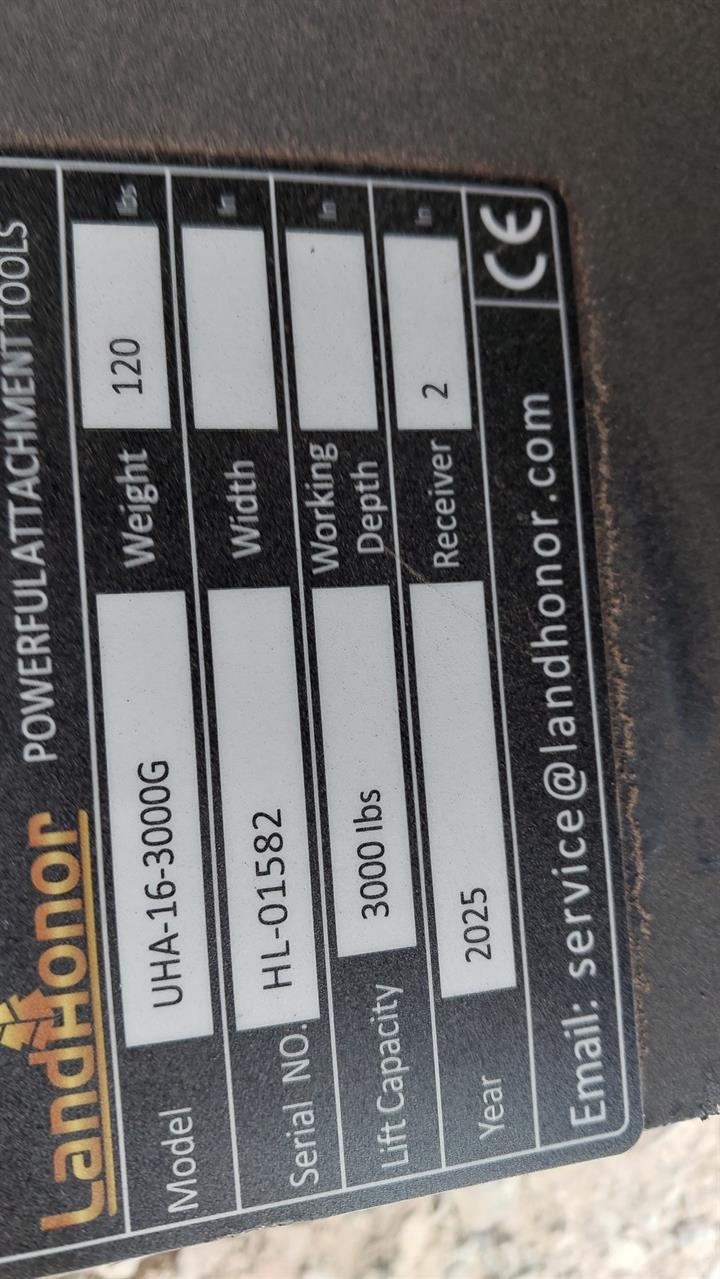 LandHonor POWERFUL ATTACHMENT TOOLS
Model UHA-16-3000G Weight 120 lbs
Serial NO. HL-01582 Width In
Lift Capacity 3000 lbs Working Depth In
Year 2025 Receiver 2 In
Email: service@landhonor.com CE